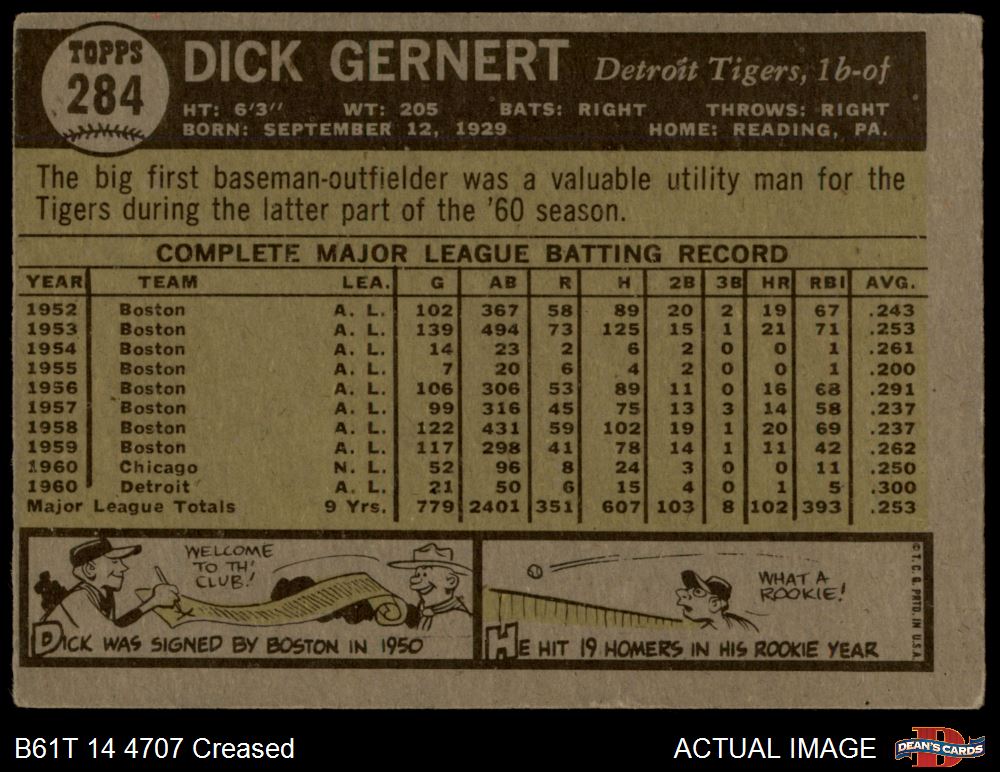 TOPPS
284
DICK GERNERT Detroit Tigers, 1b-of
HT: 6'3" WT: 205 BATS: RIGHT THROWS: RIGHT
BORN: SEPTEMBER 12, 1929 HOME: READING, PA.
The big first baseman-outfielder was a valuable utility man for the
Tigers during the latter part of the '60 season.
COMPLETE MAJOR LEAGUE BATTING RECORD
YEAR TEAM LEA. G AB R H 2B 3B HR RBI AVG.
1952 Boston A. L. 102 367 58 89 20 2 19 67 .243
1953 Boston A. L. 139 494 73 125 15 1 21 71 .253
1954 Boston A. L. 14 23 2 6 2 0 0 1 .261
1955 Boston A. L. 7 20 6 4 2 0 0 1 .200
1956 Boston A. L. 106 306 53 89 11 0 16 68 .291
1957 Boston A. L. 99 316 45 75 13 3 14 58 .237
1958 Boston A. L. 122 431 59 102 19 1 20 69 .237
1959 Boston A. L. 117 298 41 78 14 1 11 42 .262
1960 Chicago N. L. 52 96 8 24 3 0 0 11 .250
1960 Detroit A. L. 21 50 6 15 4 0 1 5 .300
Major League Totals 9 Yrs. 779 2401 351 607 103 8 102 393 .253
WELCOME
TO TH'
CLUB!
DICK WAS SIGNED BY BOSTON IN 1950
WHAT A
ROOKIE!
HE HIT 19 HOMERS IN HIS ROOKIE YEAR
© T. C. G. PRTD. IN U.S.A.
B61T 14 4707 Creased
ACTUAL IMAGE
DEAN'S CARDS